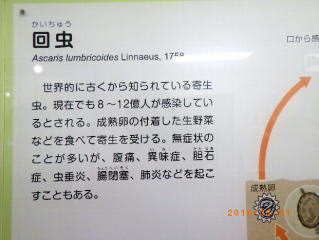 かいちゅう
回虫
Ascaris lumbricoides Linnaeus, 1758
世界的に古くから知られている寄生
虫。現在でも８～12億人が感染してい
るとされる。成熟卵の付着した生野菜
などを食べて寄生を受ける。無症状の
ことが多いが、腹痛、異味症、胆石
症、虫垂炎、腸閉塞、肺炎などを起こ
すこともある。
口から感
成熟卵